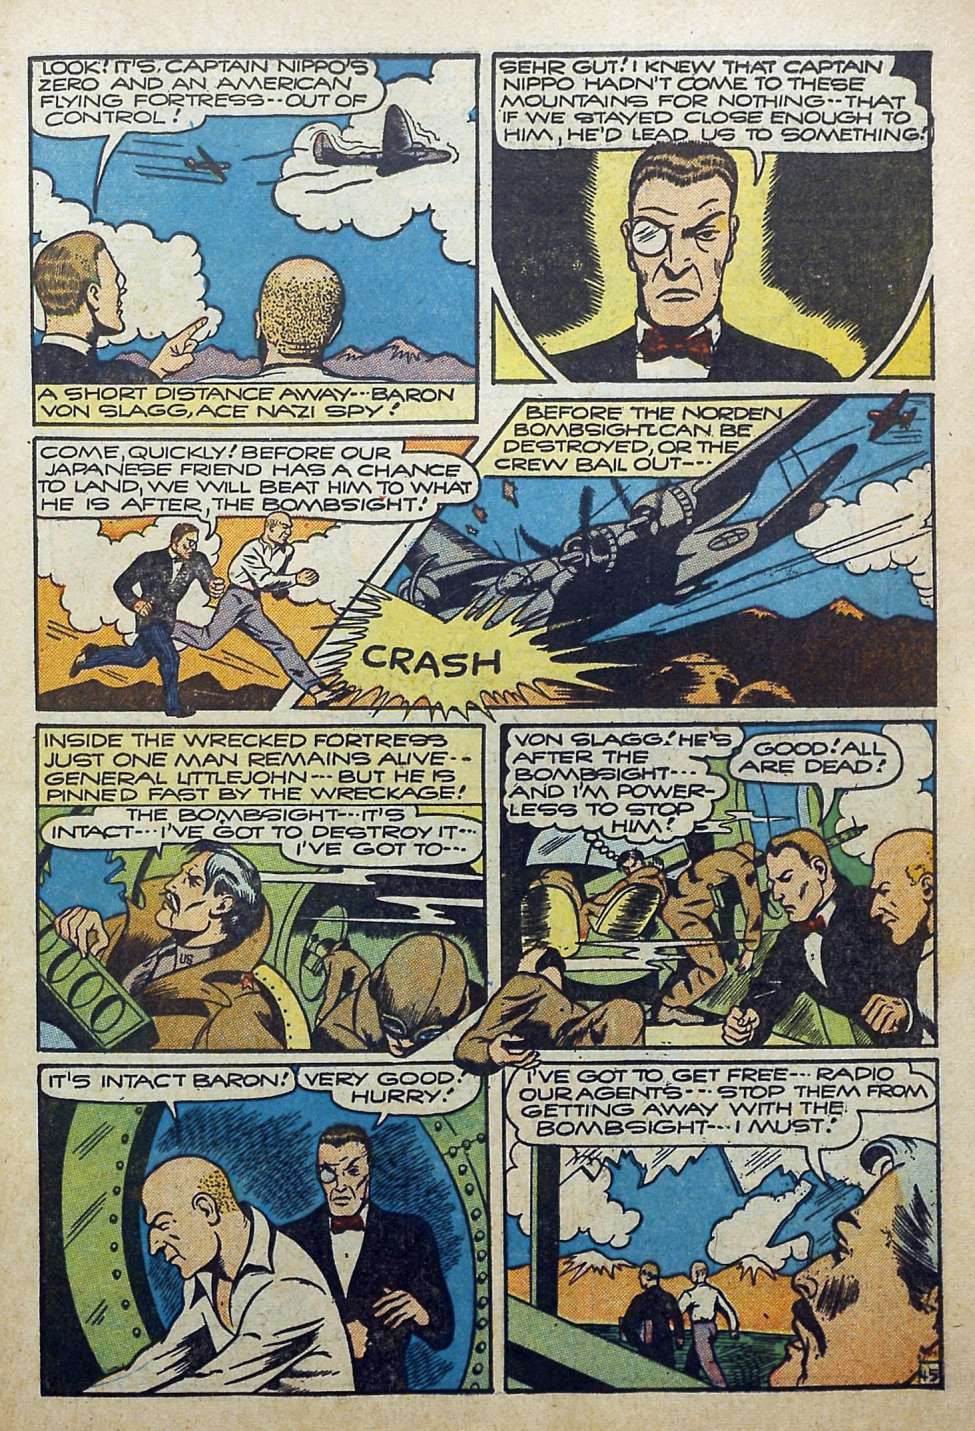 LOOK! IT'S, CAPTAIN NIPPO'S
ZERO AND AN AMERICAN
FLYING FORTRESS--OUT OF
CONTROL!
A SHORT DISTANCE AWAY--BARON
VON SLAGG, ACE NAZI SPY!
SEHR GUT! I KNEW THAT CAPTAIN
NIPPO HADN'T COME TO THESE
MOUNTAINS FOR NOTHING--THAT
IF WE STAYED CLOSE ENOUGH TO
HIM, HE'D LEAD US TO SOMETHING!
COME, QUICKLY! BEFORE OUR
JAPANESE FRIEND HAS A CHANCE
TO LAND, WE WILL BEAT HIM TO WHAT
HE IS AFTER, THE BOMBSIGHT!
BEFORE THE NORDEN
BOMBSIGHT CAN BE
DESTROYED, OR THE
CREW BAIL OUT---
CRASH
INSIDE THE WRECKED FORTRESS
JUST ONE MAN REMAINS ALIVE--
GENERAL LITTLEJOHN--- BUT HE IS
PINNED FAST BY THE WRECKAGE!
THE BOMBSIGHT---IT'S
INTACT---I'VE GOT TO DESTROY IT---
I'VE GOT TO---
US
VON SLAGG! HE'S
AFTER THE
BOMBSIGHT---
AND I'M POWER-
LESS TO STOP
HIM!
GOOD! ALL
ARE DEAD!
IT'S INTACT BARON!
VERY GOOD!
HURRY!
I'VE GOT TO GET FREE--- RADIO
OUR AGENTS--- STOP THEM FROM
GETTING AWAY WITH THE
BOMBSIGHT---I MUST!
45